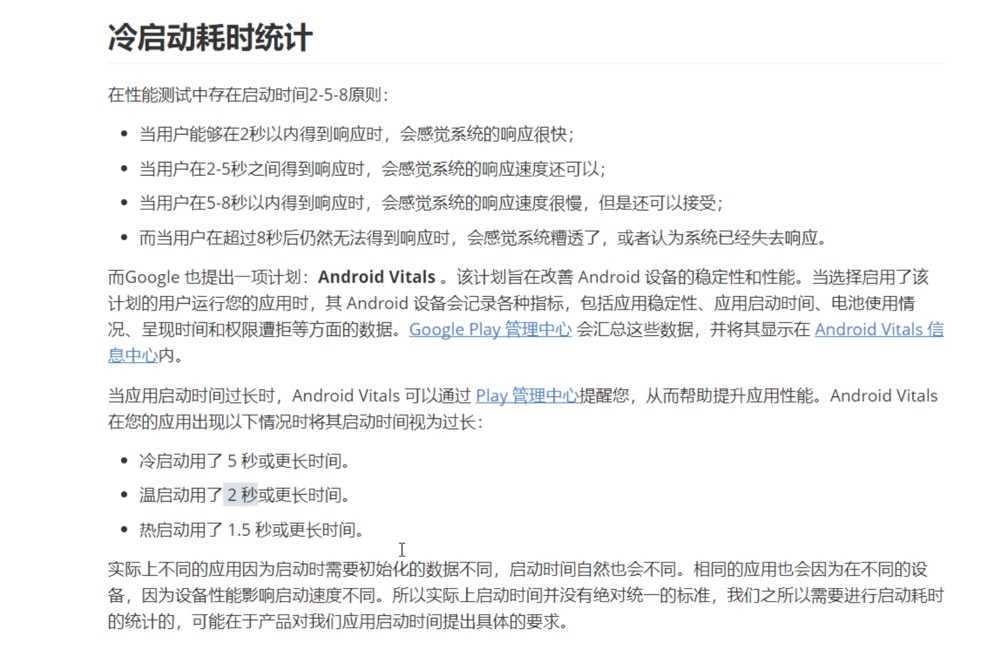 冷启动耗时统计
在性能测试中存在启动时间2-5-8原则：
当用户能够在2秒以内得到响应时，会感觉系统的响应很快；
当用户在2-5秒之间得到响应时，会感觉系统的响应速度还可以；
当用户在5-8秒以内得到响应时，会感觉系统的响应速度很慢，但是还可以接受；
而当用户在超过8秒后仍然无法得到响应时，会感觉系统糟透了，或者认为系统已经失去响应。
而Google 也提出一项计划：Android Vitals 。该计划旨在改善 Android 设备的稳定性和性能。当选择启用了该
计划的用户运行您的应用时，其 Android 设备会记录各种指标，包括应用稳定性、应用启动时间、电池使用情
况、呈现时间和权限遭拒等方面的数据。Google Play 管理中心 会汇总这些数据，并将其显示在 Android Vitals 信
息中心内。
当应用启动时间过长时，Android Vitals 可以通过 Play 管理中心提醒您，从而帮助提升应用性能。Android Vitals
在您的应用出现以下情况时将其启动时间视为过长：
冷启动用了 5 秒或更长时间。
温启动用了 2 秒或更长时间。
热启动用了 1.5 秒或更长时间。
实际上不同的应用因为启动时需要初始化的数据不同，启动时间自然也会不同。相同的应用也会因为在不同的设
备，因为设备性能影响启动速度不同。所以实际上启动时间并没有绝对统一的标准，我们之所以需要进行启动耗时
的统计的，可能在于产品对我们应用启动时间提出具体的要求。